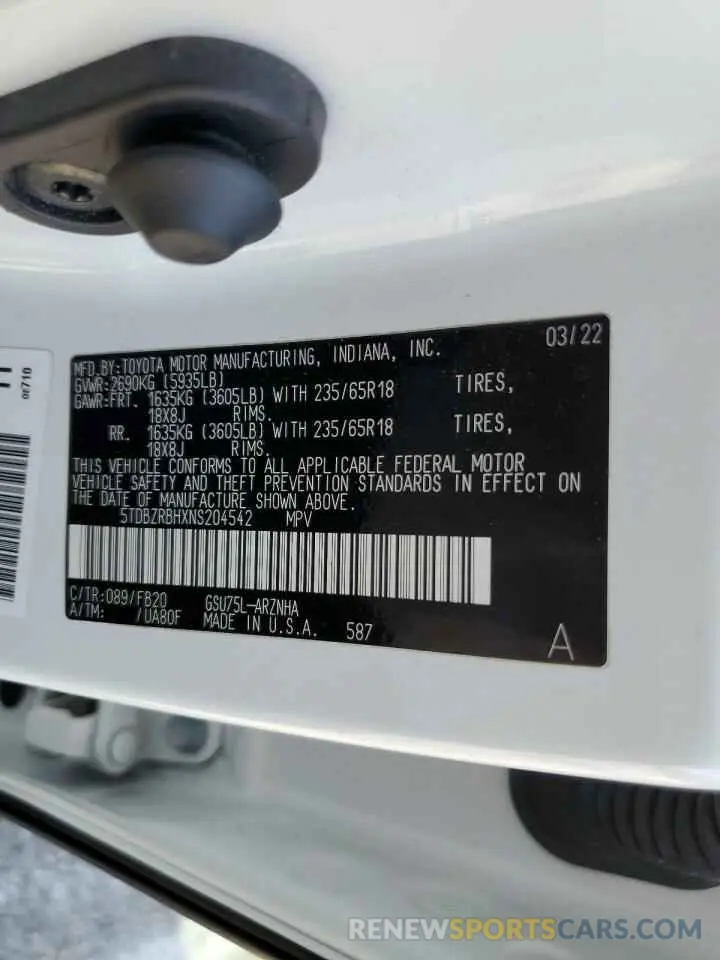 03/22
MFD.BY:TOYOTA MOTOR MANUFACTURING, INDIANA, INC.
GVWR:2690KG (5935LB)
GAWR:FRT. 1635KG (3605LB) WITH 235/65R18 TIRES,
18X8J RIMS.
RR. 1635KG (3605LB) WITH 235/65R18 TIRES,
18X8J RIMS.
THIS VEHICLE CONFORMS TO ALL APPLICABLE FEDERAL MOTOR
VEHICLE SAFETY AND THEFT PREVENTION STANDARDS IN EFFECT ON
THE DATE OF MANUFACTURE SHOWN ABOVE.
5TDBZRBHXNS204542 MPV
C/TR:089/FB20 GSU75L-ARZNHA
A/TM: /UA80F MADE IN U.S.A. 587
A
RENEWSPORTSCARS.COM